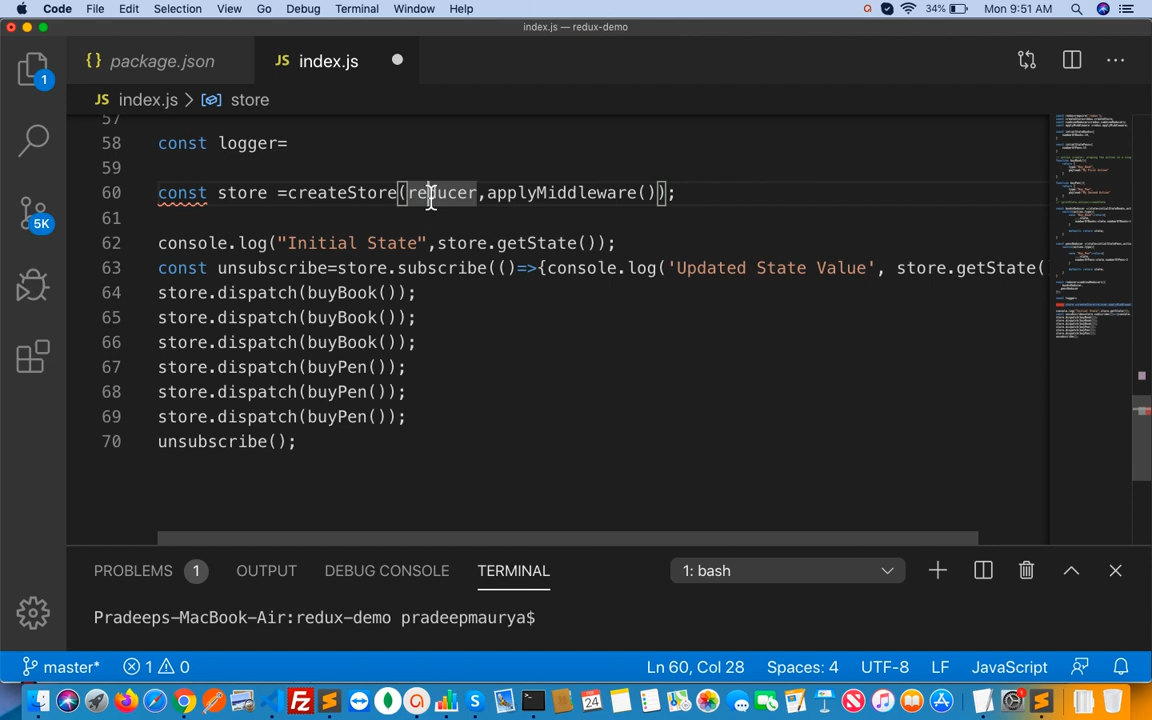 Code File Edit Selection View Go Debug Terminal Window Help 34% Mon 9:51 AM
index.js — redux-demo
{ } package.json JS index.js
JS index.js > store
57
58 const logger=
59
60 const store =createStore(reducer,applyMiddleware());
61
62 console.log("Initial State",store.getState());
63 const unsubscribe=store.subscribe(()=>{console.log('Updated State Value', store.getState(
64 store.dispatch(buyBook());
65 store.dispatch(buyBook());
66 store.dispatch(buyBook());
67 store.dispatch(buyPen());
68 store.dispatch(buyPen());
69 store.dispatch(buyPen());
70 unsubscribe();
1
5K
PROBLEMS 1 OUTPUT DEBUG CONSOLE TERMINAL 1: bash
Pradeeps-MacBook-Air:redux-demo pradeepmaurya$
master* 1 0 Ln 60, Col 28 Spaces: 4 UTF-8 LF JavaScript